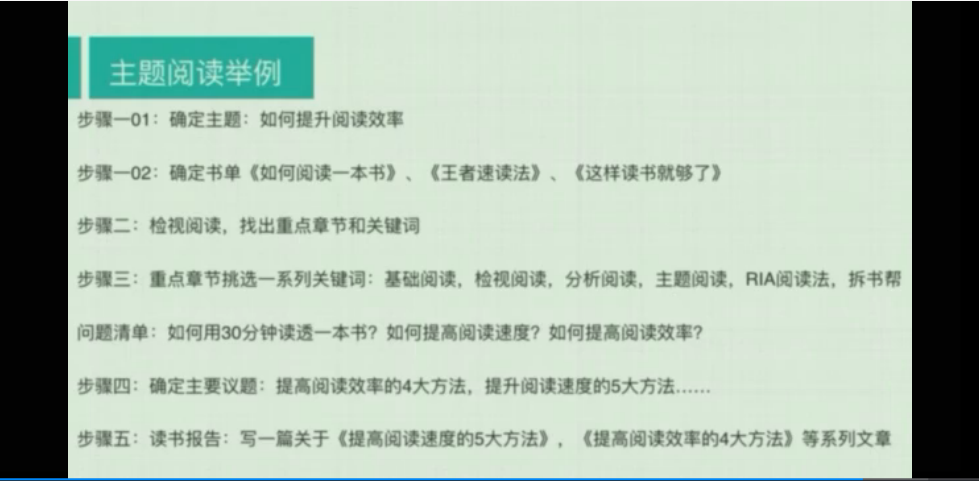 主题阅读举例
步骤一01：确定主题：如何提升阅读效率
步骤一02：确定书单《如何阅读一本书》、《王者速读法》、《这样读书就够了》
步骤二：检视阅读，找出重点章节和关键词
步骤三：重点章节挑选一系列关键词：基础阅读，检视阅读，分析阅读，主题阅读，RIA阅读法，拆书帮
问题清单：如何用30分钟读透一本书？如何提高阅读速度？如何提高阅读效率？
步骤四：确定主要议题：提高阅读效率的4大方法，提升阅读速度的5大方法……
步骤五：读书报告：写一篇关于《提高阅读速度的5大方法》，《提高阅读效率的4大方法》等系列文章